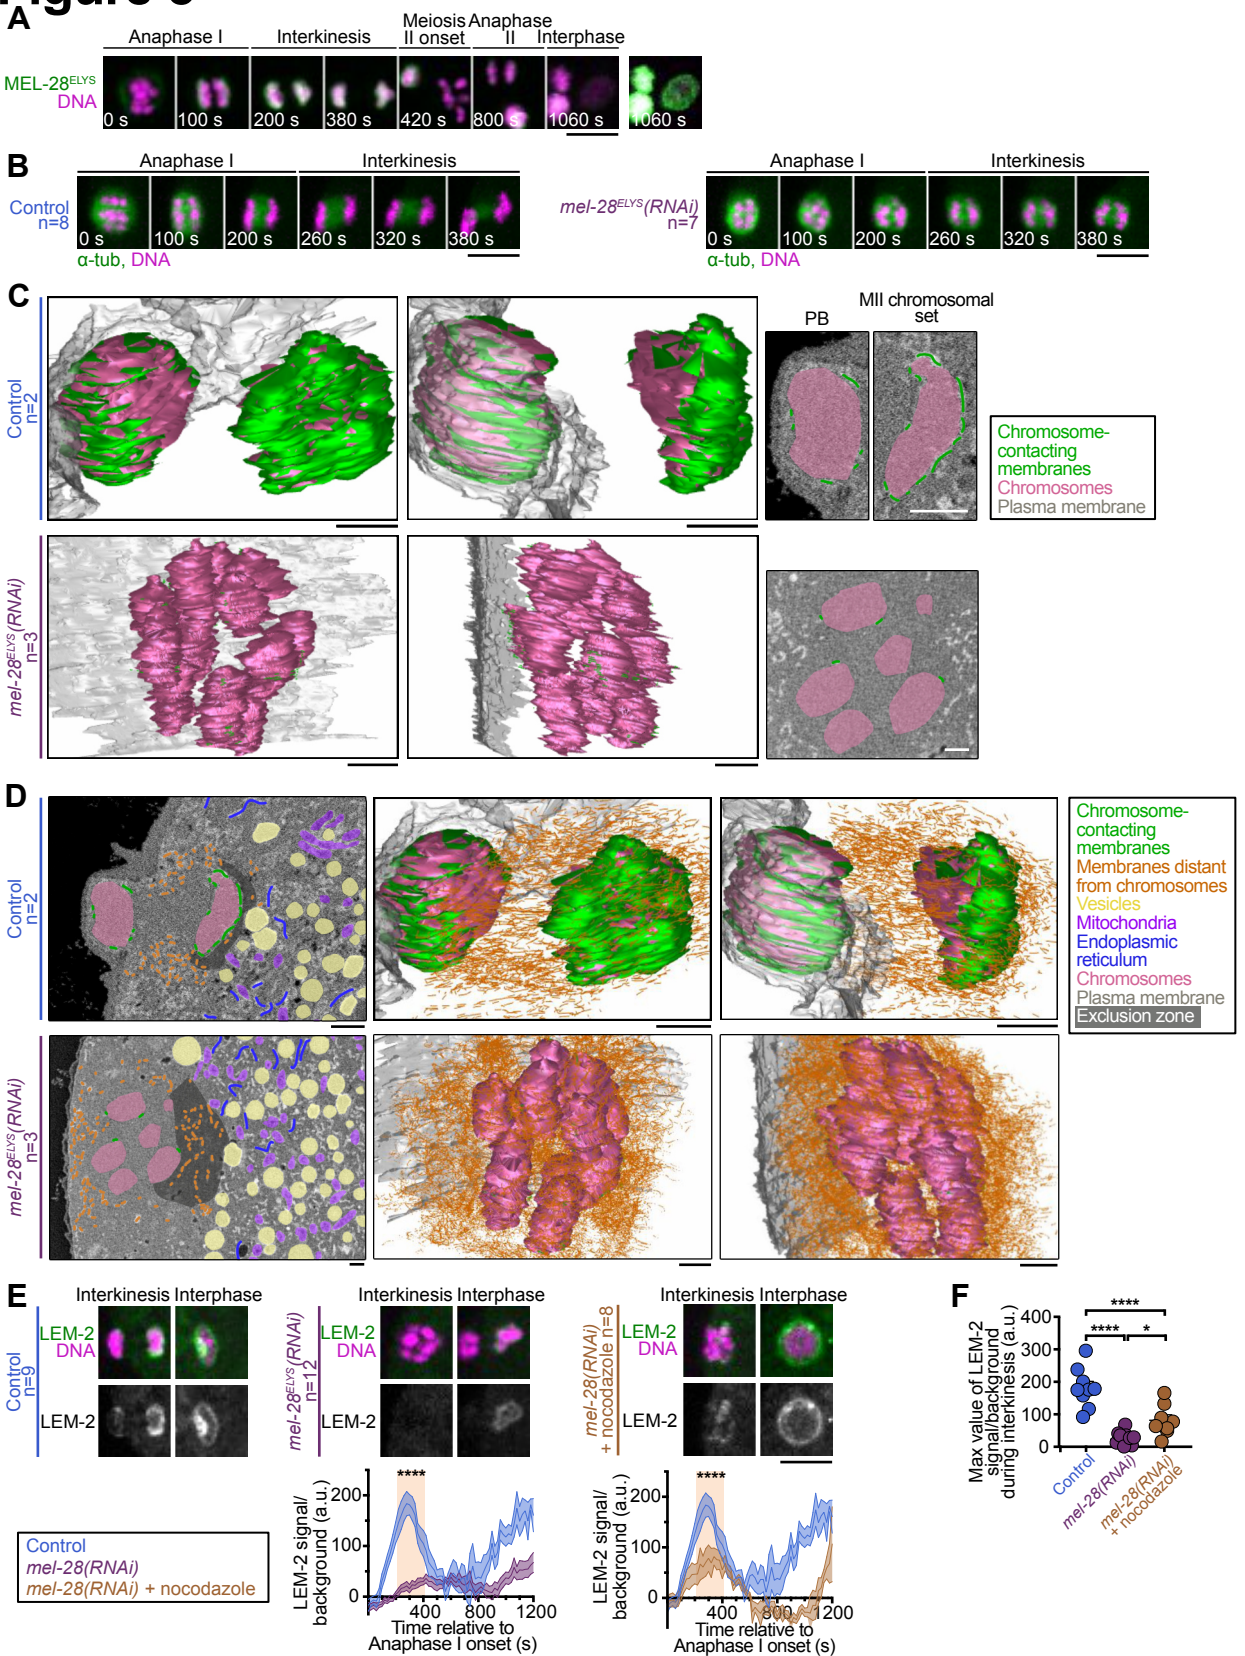 Figure
A
Anaphase I
Interkinesis
Meiosis II onset
Anaphase II
Interphase
MEL-28ELYS
DNA
0 s
100 s
200 s
380 s
420 s
800 s
1060 s
1060 s
B
Anaphase I
Interkinesis
Control
n=8
0 s
100 s
200 s
260 s
320 s
380 s
α-tub, DNA
Anaphase I
Interkinesis
mel-28ELYS(RNAi)
n=7
0 s
100 s
200 s
260 s
320 s
380 s
α-tub, DNA
C
Control
n=2
PB
MII chromosomal
set
Chromosome-
contacting
membranes
Chromosomes
Plasma membrane
mel-28ELYS(RNAi)
n=3
D
Control
n=2
Chromosome-
contacting
membranes
Membranes distant
from chromosomes
Vesicles
Mitochondria
Endoplasmic
reticulum
Chromosomes
Plasma membrane
Exclusion zone
mel-28ELYS(RNAi)
n=3
E
Control
n=9
Interkinesis
Interphase
LEM-2
DNA
LEM-2
mel-28ELYS(RNAi)
n=12
Interkinesis
Interphase
LEM-2
DNA
LEM-2
mel-28(RNAi)
+ nocodazole n=8
Interkinesis
Interphase
LEM-2
DNA
LEM-2
Control
mel-28(RNAi)
mel-28(RNAi) + nocodazole
LEM-2 signal/
background (a.u.)
200
100
0
****
400
800
1200
Time relative to
Anaphase I onset (s)
LEM-2 signal/
background (a.u.)
200
100
0
****
400
800
1200
Time relative to
Anaphase I onset (s)
F
Max value of LEM-2
signal/background
during interkinesis (a.u.)
400
300
200
100
0
****
****
*
Control
mel-28(RNAi)
mel-28(RNAi)
+ nocodazole